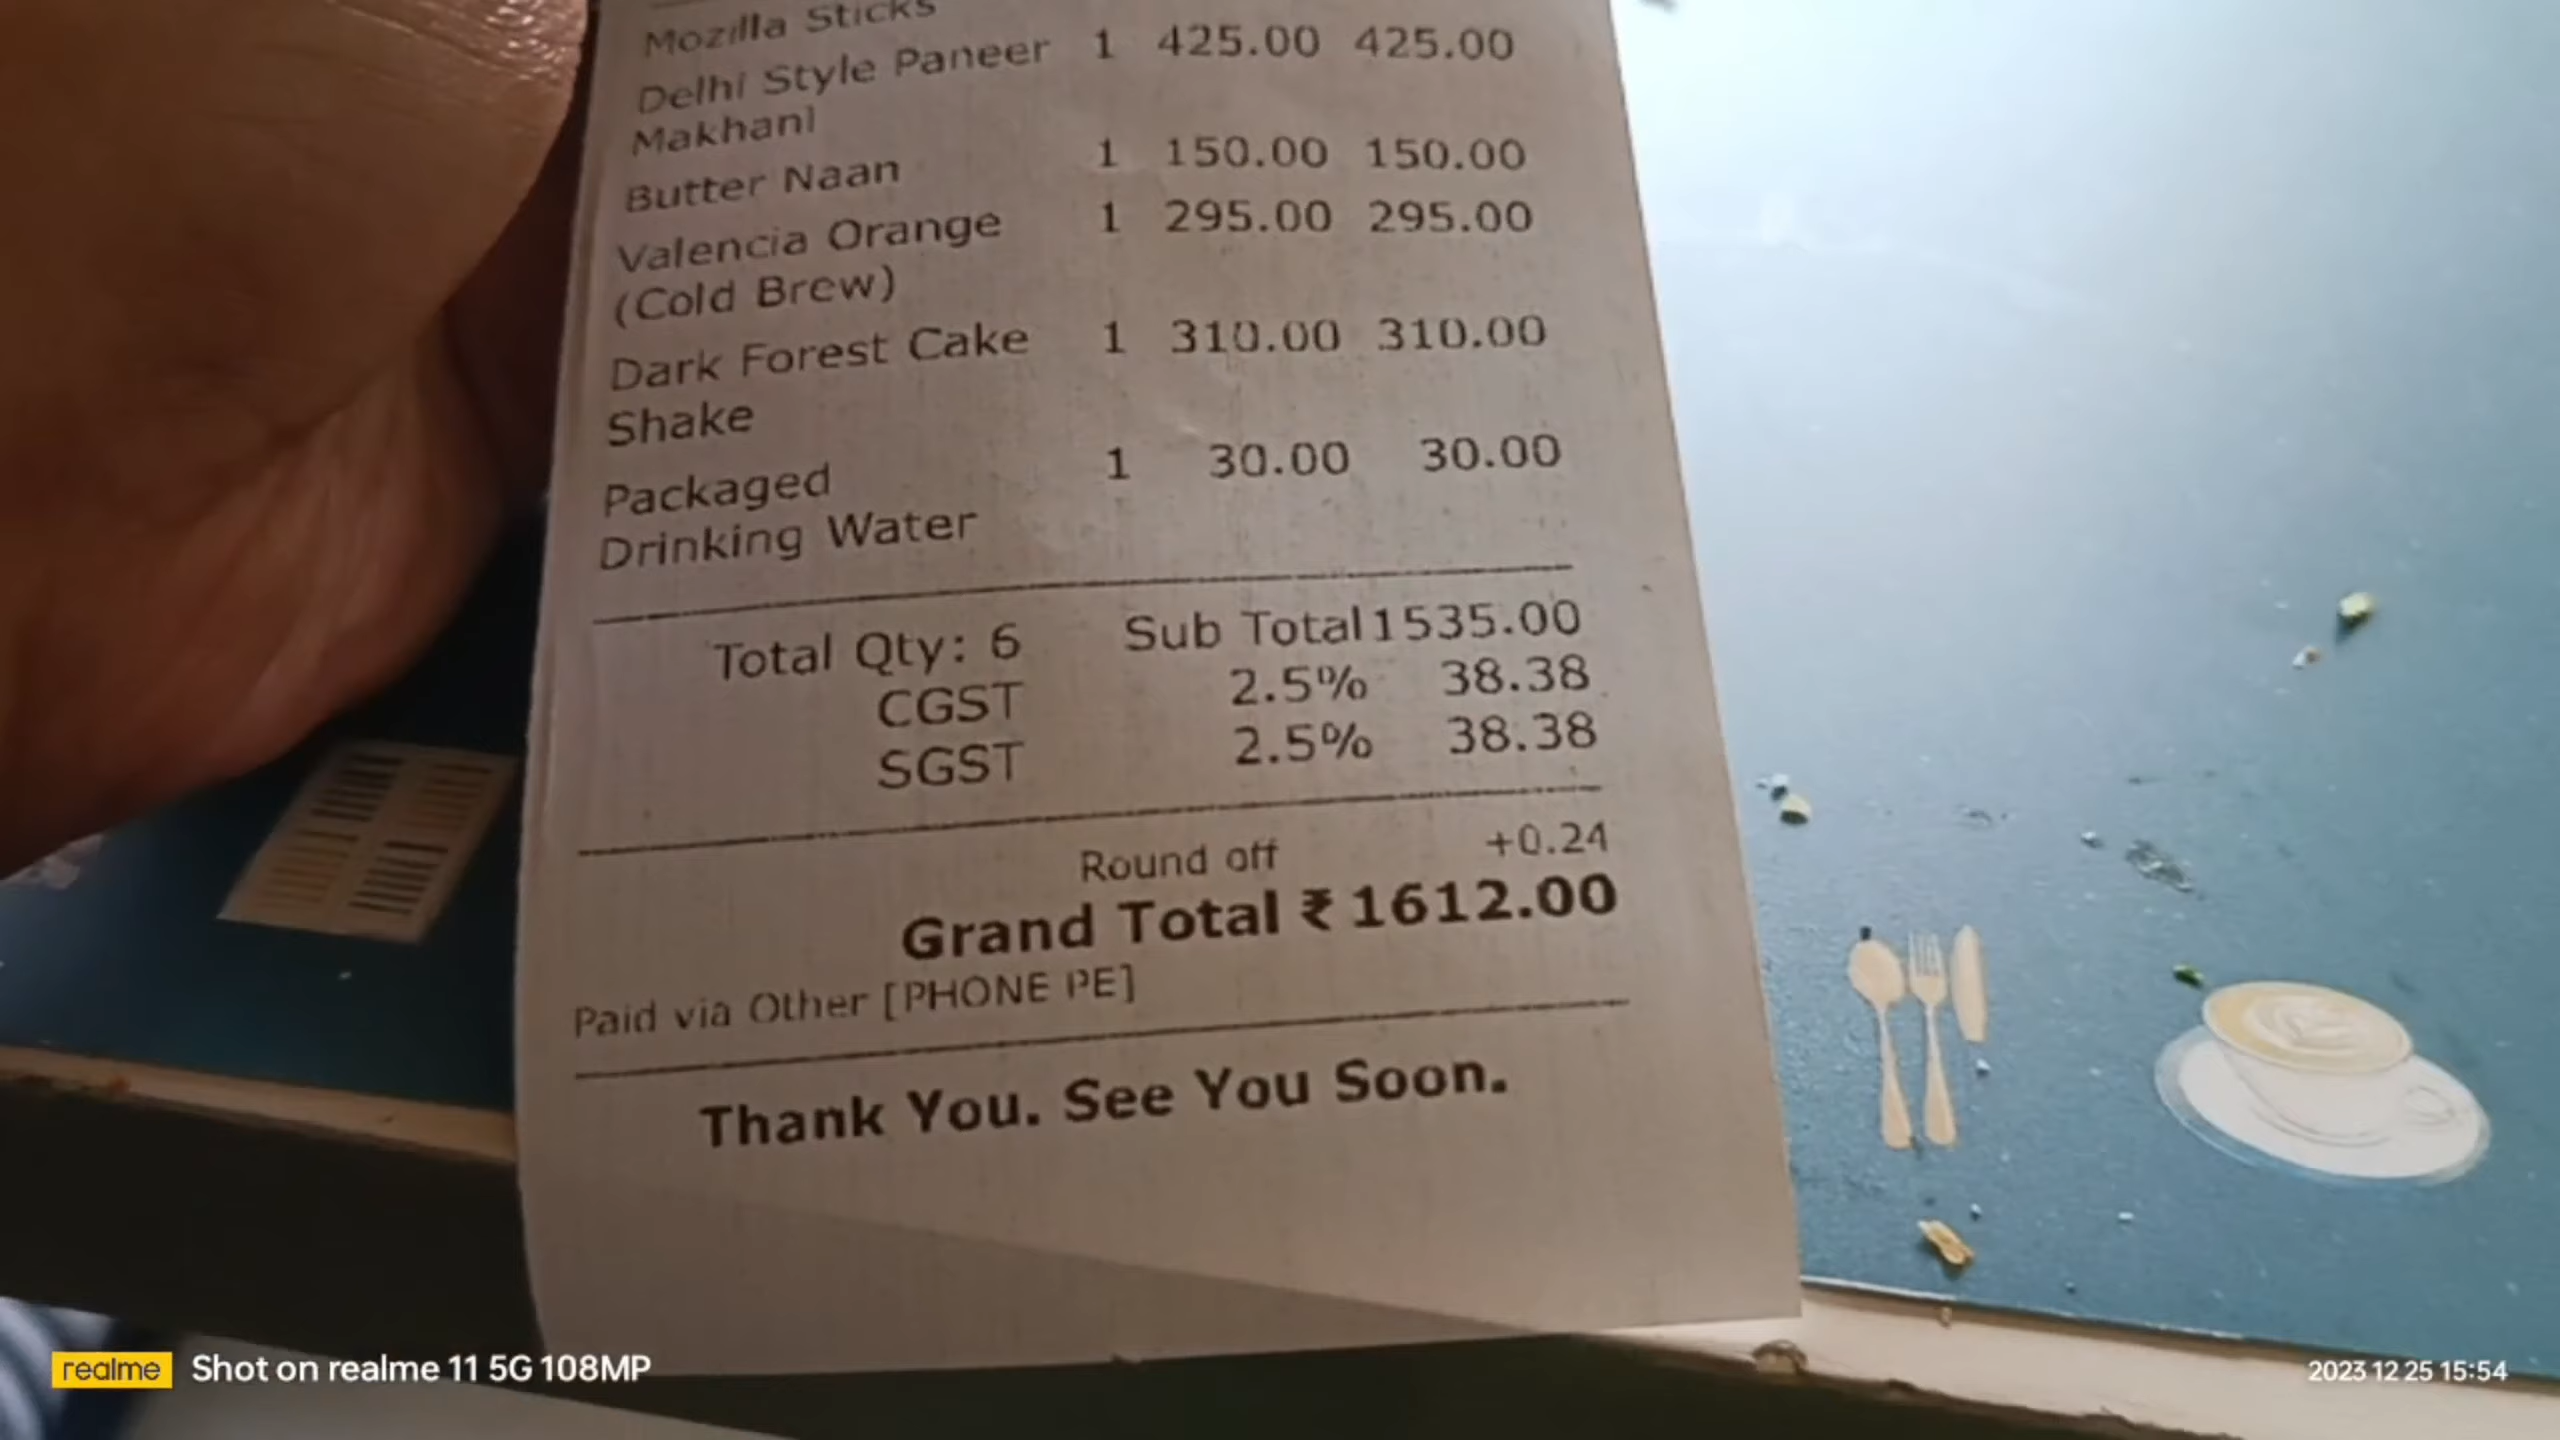 Mozilla Sticks
Delhi Style Paneer 1 425.00 425.00
Makhani
Butter Naan 1 150.00 150.00
Valencia Orange 1 295.00 295.00
(Cold Brew)
Dark Forest Cake 1 310.00 310.00
Shake
Packaged 1 30.00 30.00
Drinking Water
Total Qty: 6 Sub Total 1535.00
CGST 2.5% 38.38
SGST 2.5% 38.38
Round off +0.24
Grand Total ₹ 1612.00
Paid via Other [PHONE PE]
Thank You. See You Soon.
realme Shot on realme 11 5G 108MP
2023 12 25 15:54